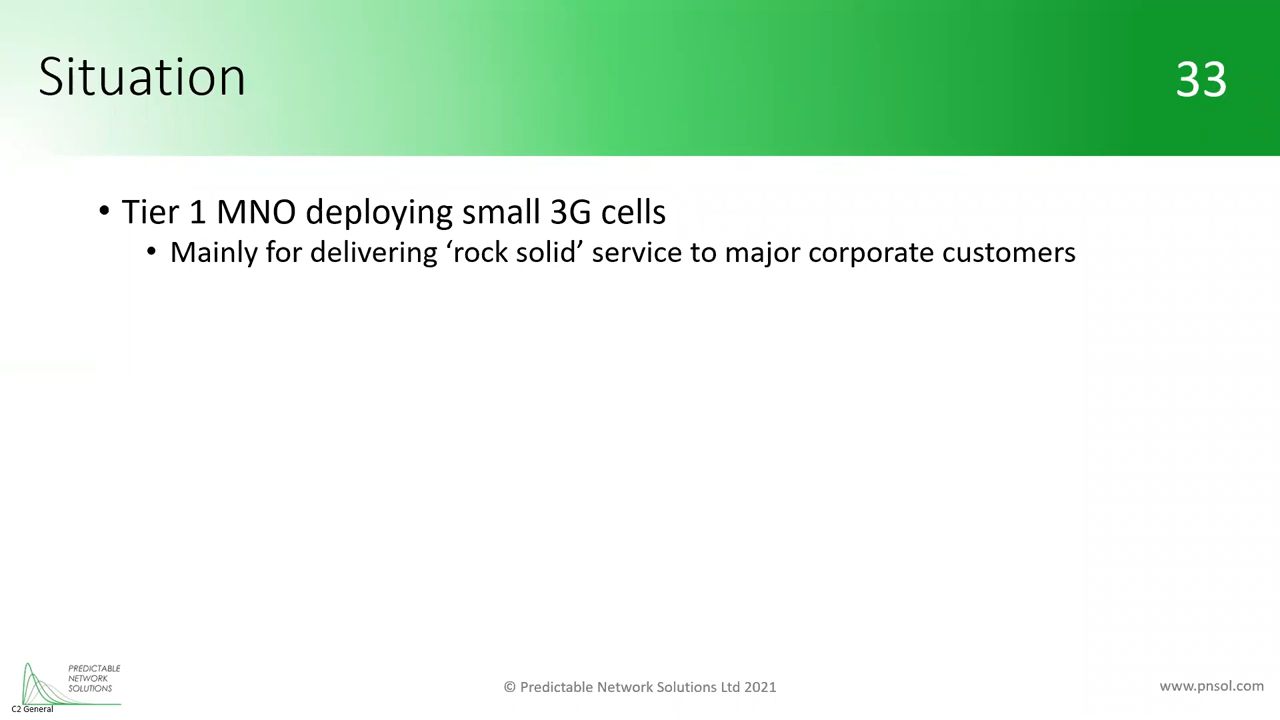 Situation
33
• Tier 1 MNO deploying small 3G cells
• Mainly for delivering ‘rock solid’ service to major corporate customers
PREDICTABLE
NETWORK
SOLUTIONS
C2 General
© Predictable Network Solutions Ltd 2021
www.pnsol.com